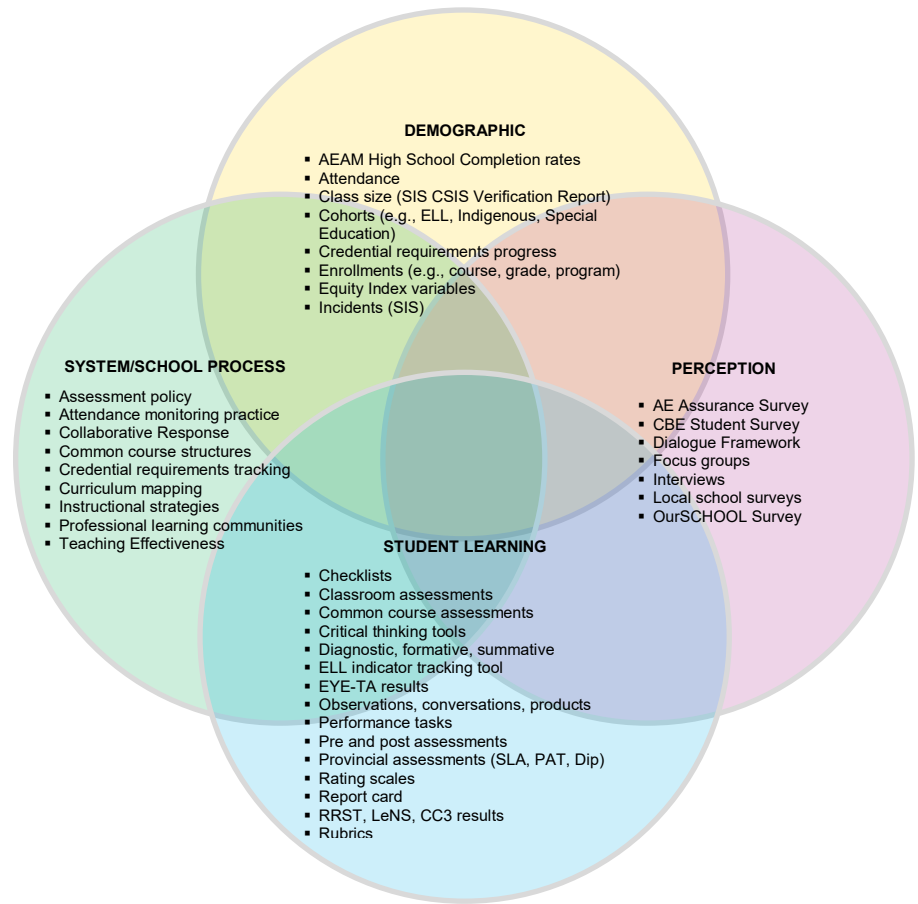 DEMOGRAPHIC
▪ AEAM High School Completion rates
▪ Attendance
▪ Class size (SIS CSIS Verification Report)
▪ Cohorts (e.g., ELL, Indigenous, Special
Education)
▪ Credential requirements progress
▪ Enrollments (e.g., course, grade, program)
▪ Equity Index variables
▪ Incidents (SIS)
SYSTEM/SCHOOL PROCESS
▪ Assessment policy
▪ Attendance monitoring practice
▪ Collaborative Response
▪ Common course structures
▪ Credential requirements tracking
▪ Curriculum mapping
▪ Instructional strategies
▪ Professional learning communities
▪ Teaching Effectiveness
PERCEPTION
▪ AE Assurance Survey
▪ CBE Student Survey
▪ Dialogue Framework
▪ Focus groups
▪ Interviews
▪ Local school surveys
▪ OurSCHOOL Survey
STUDENT LEARNING
▪ Checklists
▪ Classroom assessments
▪ Common course assessments
▪ Critical thinking tools
▪ Diagnostic, formative, summative
▪ ELL indicator tracking tool
▪ EYE-TA results
▪ Observations, conversations, products
▪ Performance tasks
▪ Pre and post assessments
▪ Provincial assessments (SLA, PAT, Dip)
▪ Rating scales
▪ Report card
▪ RRST, LeNS, CC3 results
▪ Rubrics